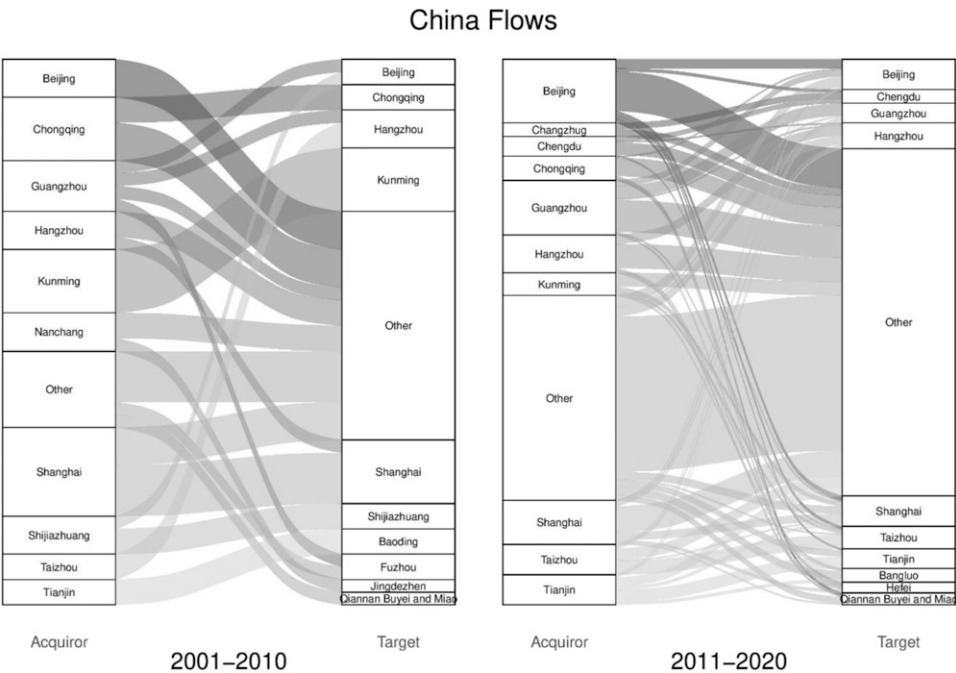 China Flows
Beijing
Chongqing
Guangzhou
Hangzhou
Kunming
Nanchang
Other
Shanghai
Shijiazhuang
Taizhou
Tianjin
Beijing
Chongqing
Hangzhou
Kunming
Other
Shanghai
Shijiazhuang
Baoding
Fuzhou
Jingdezhen
Qiannan Buyei and Miao
Acquiror
Target
2001–2010
Beijing
Changzhug
Chengdu
Chongqing
Guangzhou
Hangzhou
Kunming
Other
Shanghai
Taizhou
Tianjin
Beijing
Chengdu
Guangzhou
Hangzhou
Other
Shanghai
Taizhou
Tianjin
Bangluo
Hefei
Qiannan Buyei and Miao
Acquiror
Target
2011–2020